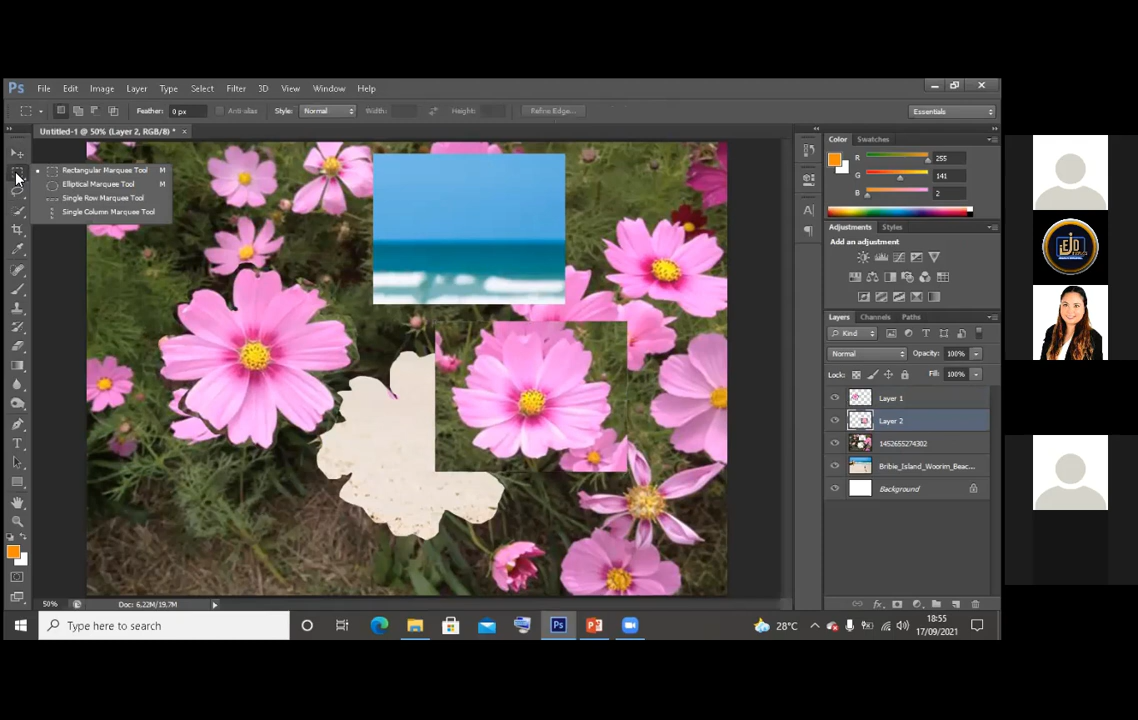 Ps File Edit Image Layer Type Select Filter 3D View Window Help
Feather: 0 px Anti-alias Style: Normal Width: Height: Refine Edge... Essentials
Untitled-1 @ 50% (Layer 2, RGB/8) * ×
Rectangular Marquee Tool M
Elliptical Marquee Tool M
Single Row Marquee Tool
Single Column Marquee Tool
Color Swatches
R 255
G 141
B 2
Adjustments Styles
Add an adjustment
Layers Channels Paths
Kind
Normal Opacity: 100%
Lock: Fill: 100%
Layer 1
Layer 2
1452655274302
Bribie_Island_Woorim_Beac...
Background
50% Doc: 6.22M/19.7M
Type here to search
Ps
28°C
18:55
17/09/2021